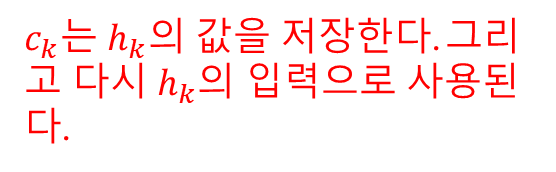 c_k는 h_k의 값을 저장한다.그리
고 다시 h_k의 입력으로 사용된
다.